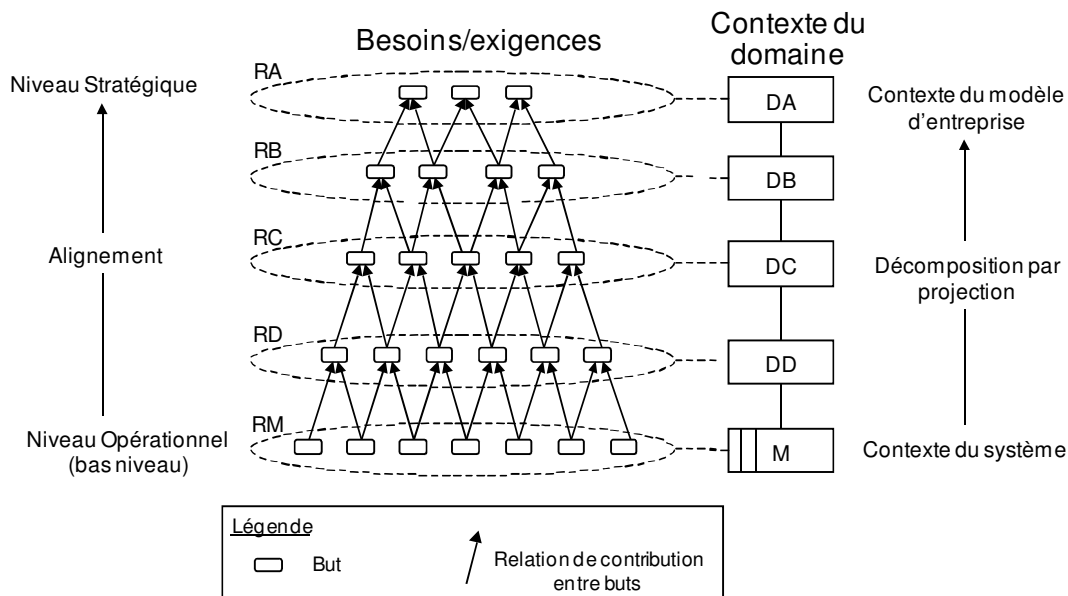 Besoins/exigences
Contexte du
domaine
Niveau Stratégique
RA
DA
Contexte du modèle
d'entreprise
RB
DB
Alignement
RC
DC
Décomposition par
projection
RD
DD
Niveau Opérationnel
(bas niveau)
RM
M
Contexte du système
Légende
But
Relation de contribution
entre buts